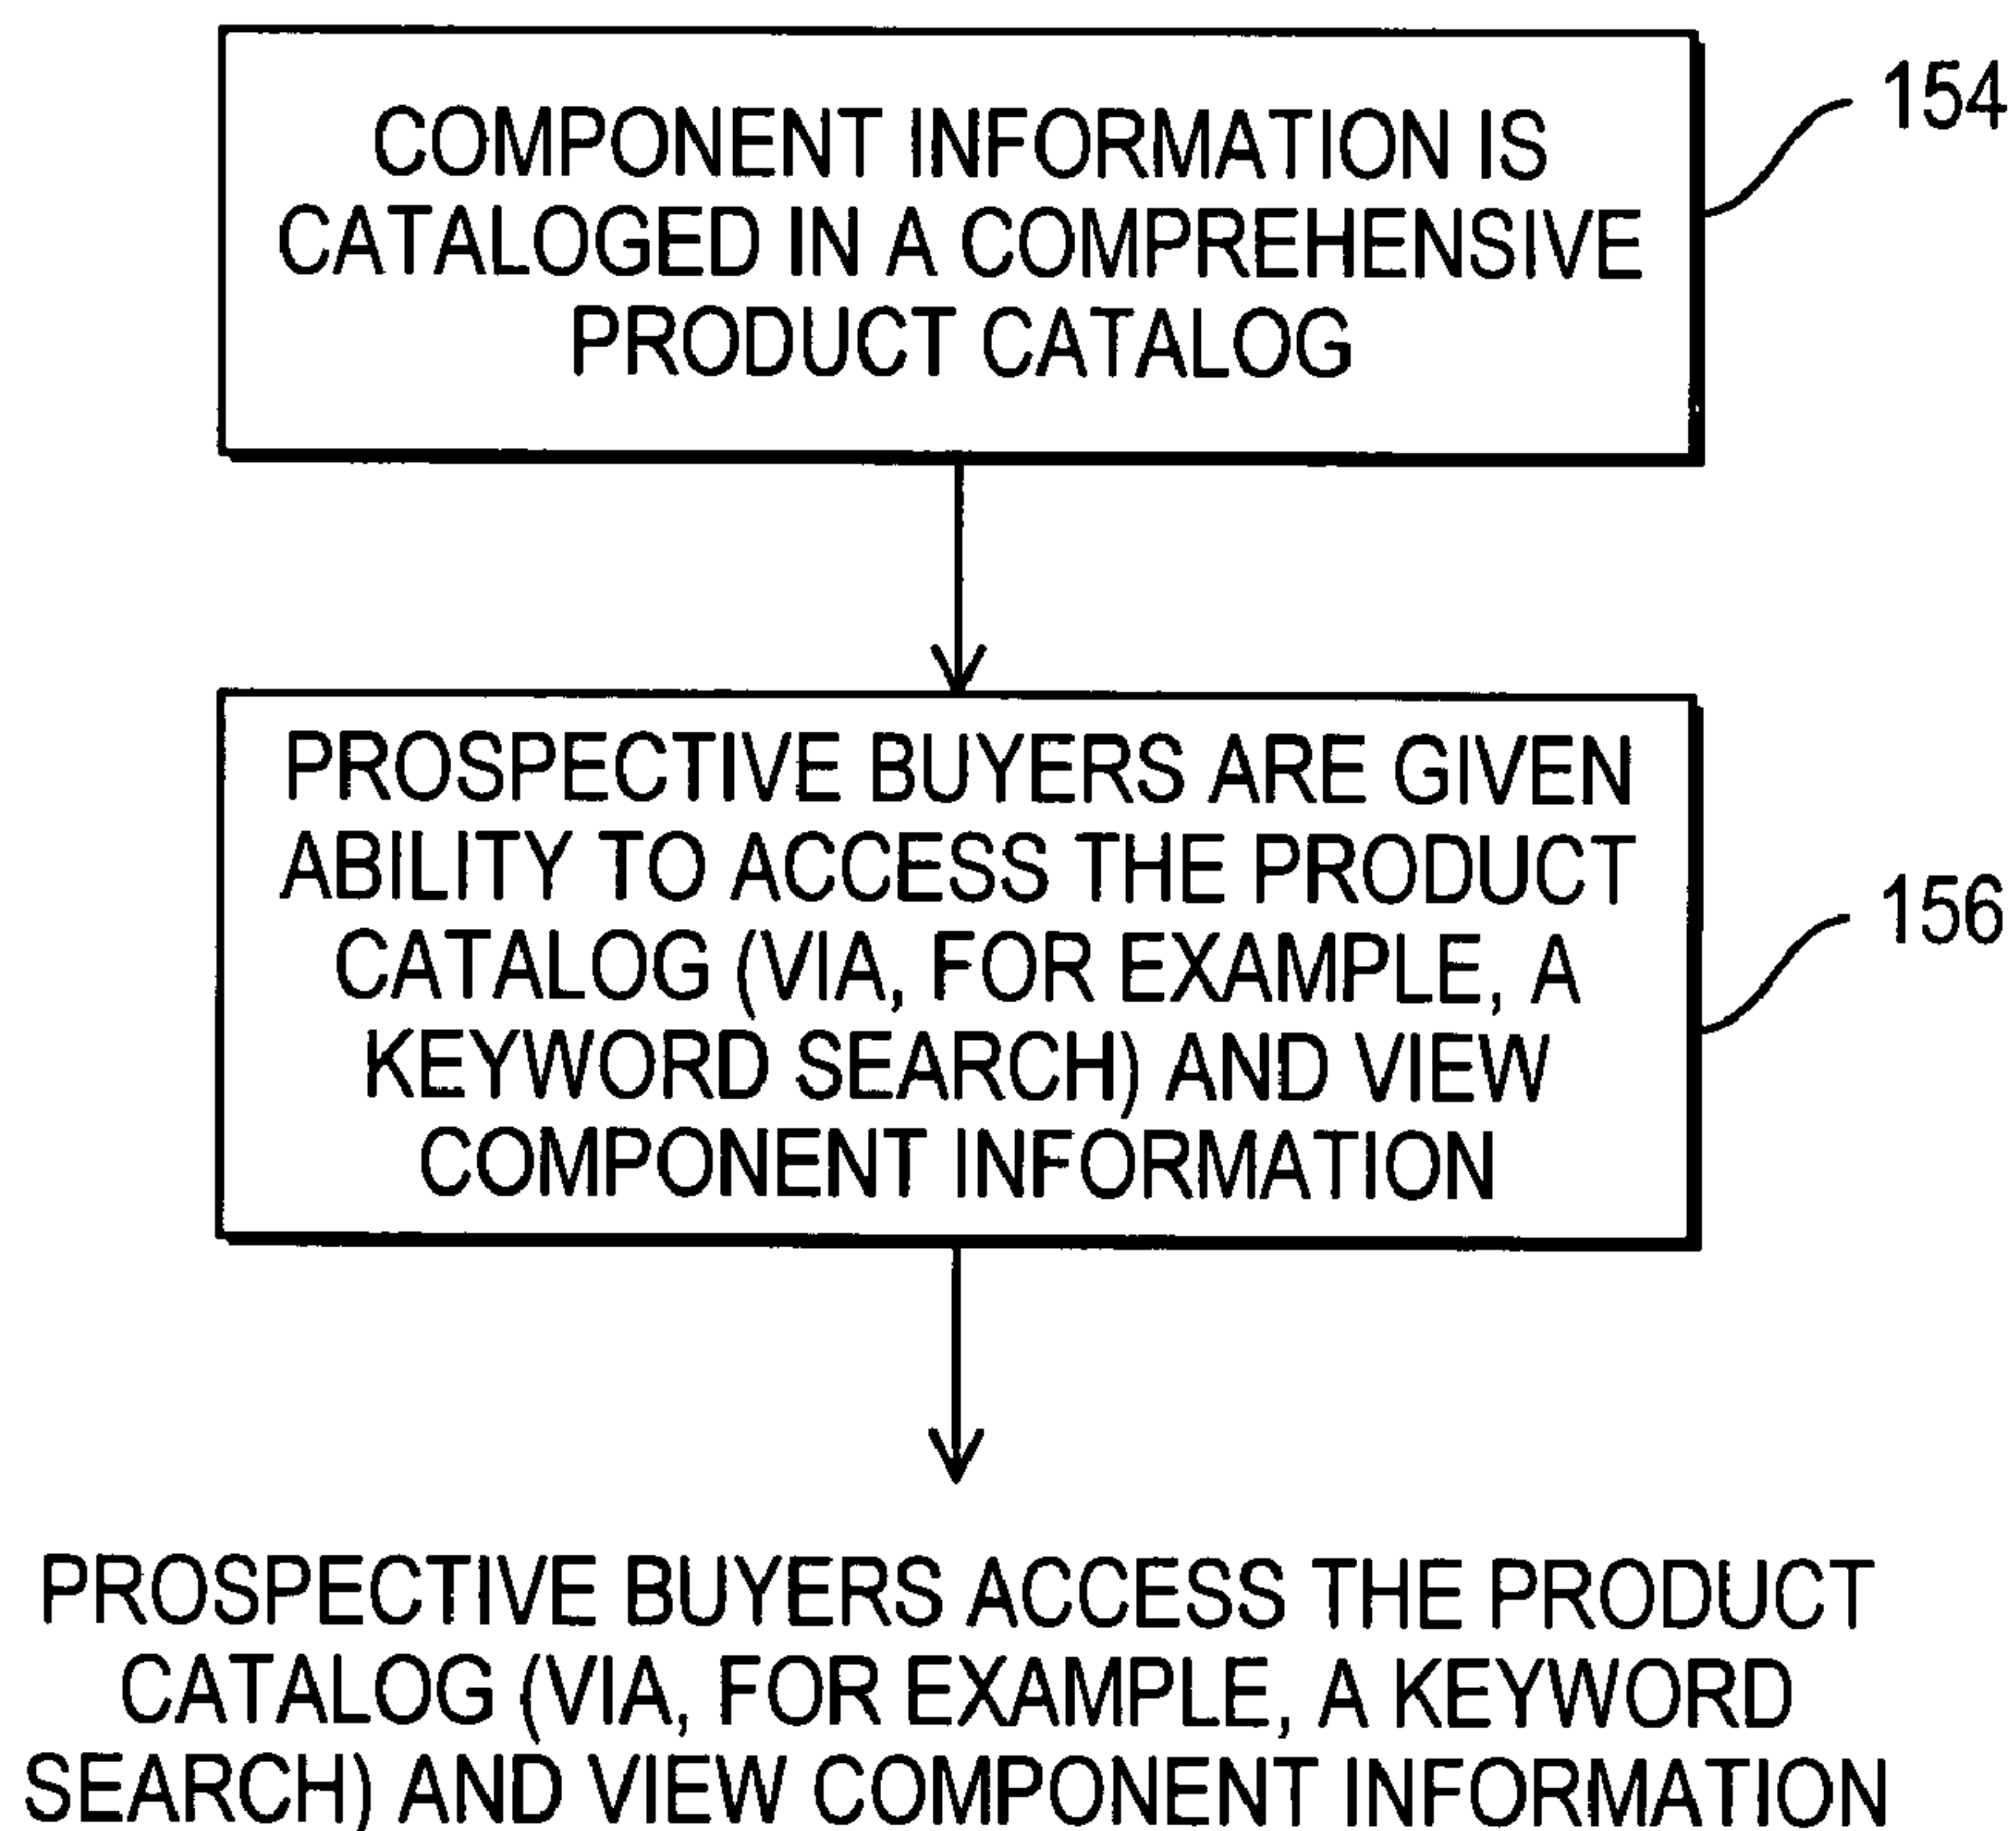 COMPONENT INFORMATION IS
CATALOGED IN A COMPREHENSIVE
PRODUCT CATALOG
154
PROSPECTIVE BUYERS ARE GIVEN
ABILITY TO ACCESS THE PRODUCT
CATALOG (VIA, FOR EXAMPLE, A
KEYWORD SEARCH) AND VIEW
COMPONENT INFORMATION
156
PROSPECTIVE BUYERS ACCESS THE PRODUCT
CATALOG (VIA, FOR EXAMPLE, A KEYWORD
SEARCH) AND VIEW COMPONENT INFORMATION